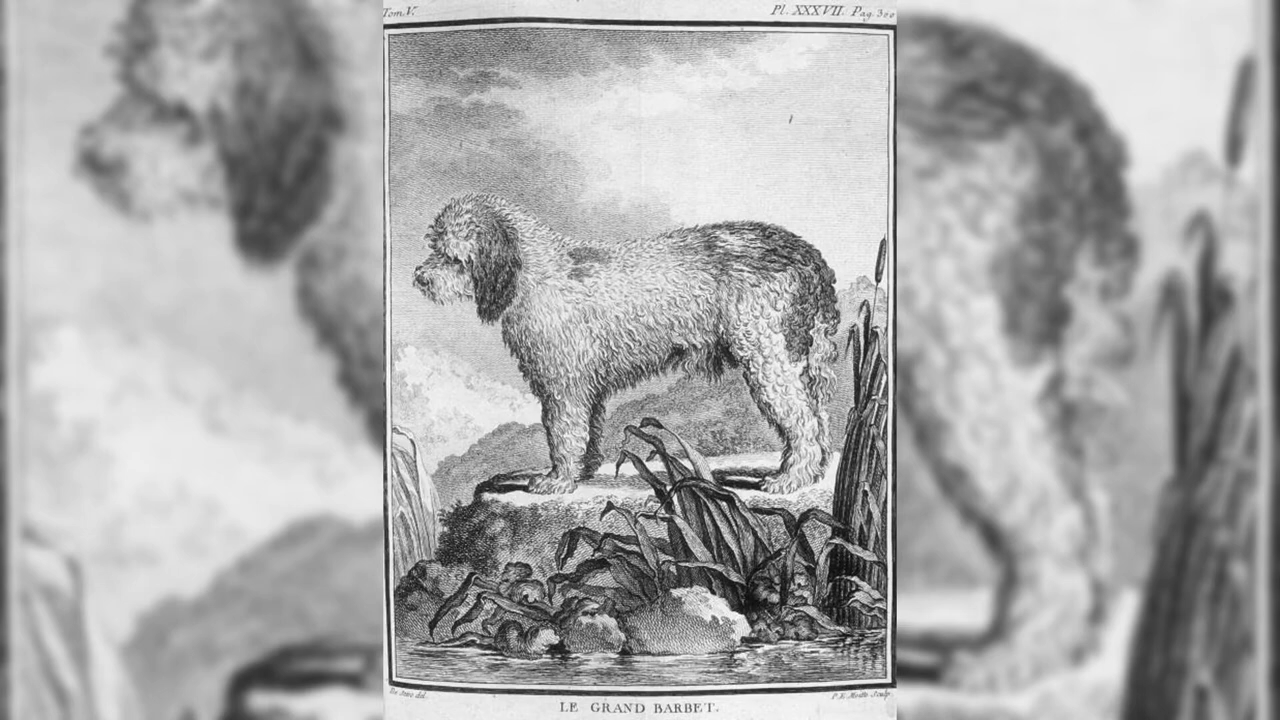 Tom V.
Pl. XXXVII. Pag. 300
De Seve del.
P. E. Moitte Sculp.
LE GRAND BARBET.